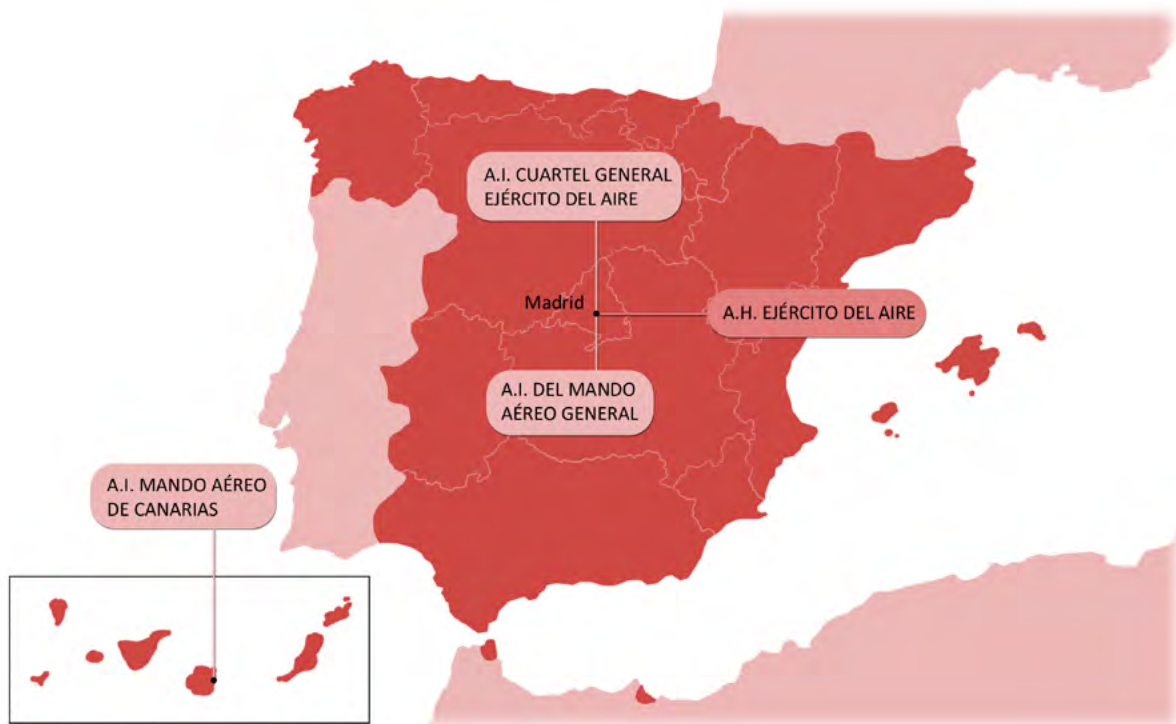 A.I. CUARTEL GENERAL
EJÉRCITO DEL AIRE
Madrid
A.H. EJÉRCITO DEL AIRE
A.I. DEL MANDO
AÉREO GENERAL
A.I. MANDO AÉREO
DE CANARIAS